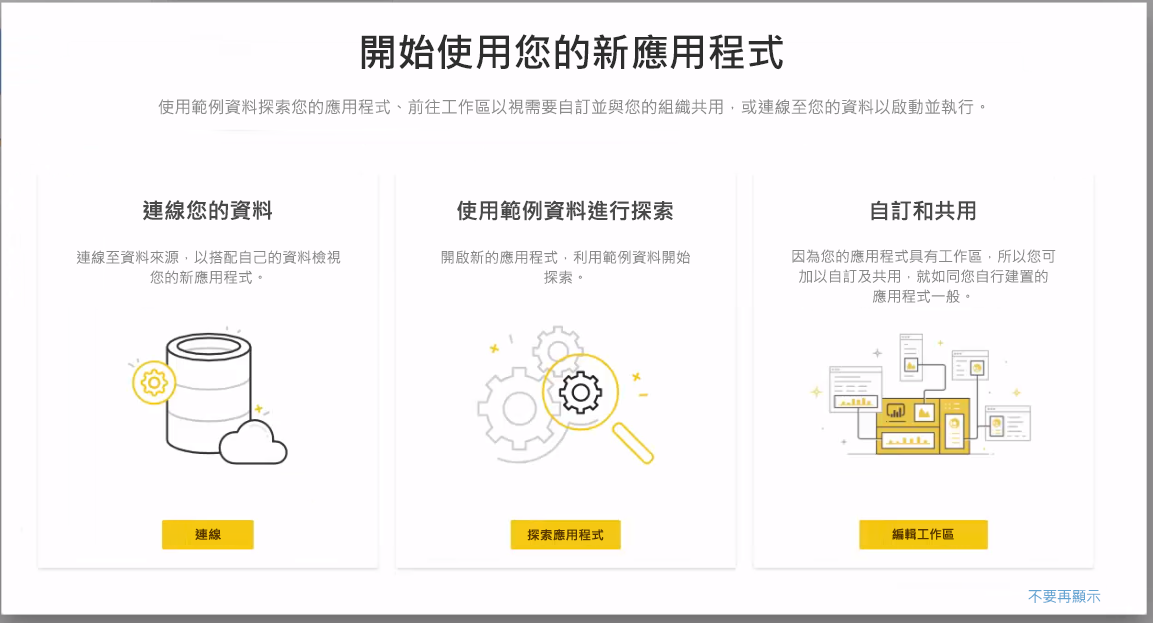 開始使用您的新應用程式
使用範例資料探索您的應用程式、前往工作區以視需要自訂並與您的組織共用，或連線至您的資料以啟動並執行。
連線您的資料
連線至資料來源，以搭配自己的資料檢視
您的新應用程式。
連線
使用範例資料進行探索
開啟新的應用程式，利用範例資料開始
探索。
探索應用程式
自訂和共用
因為您的應用程式具有工作區，所以您可
加以自訂及共用，就如同您自行建置的
應用程式一般。
編輯工作區
不要再顯示